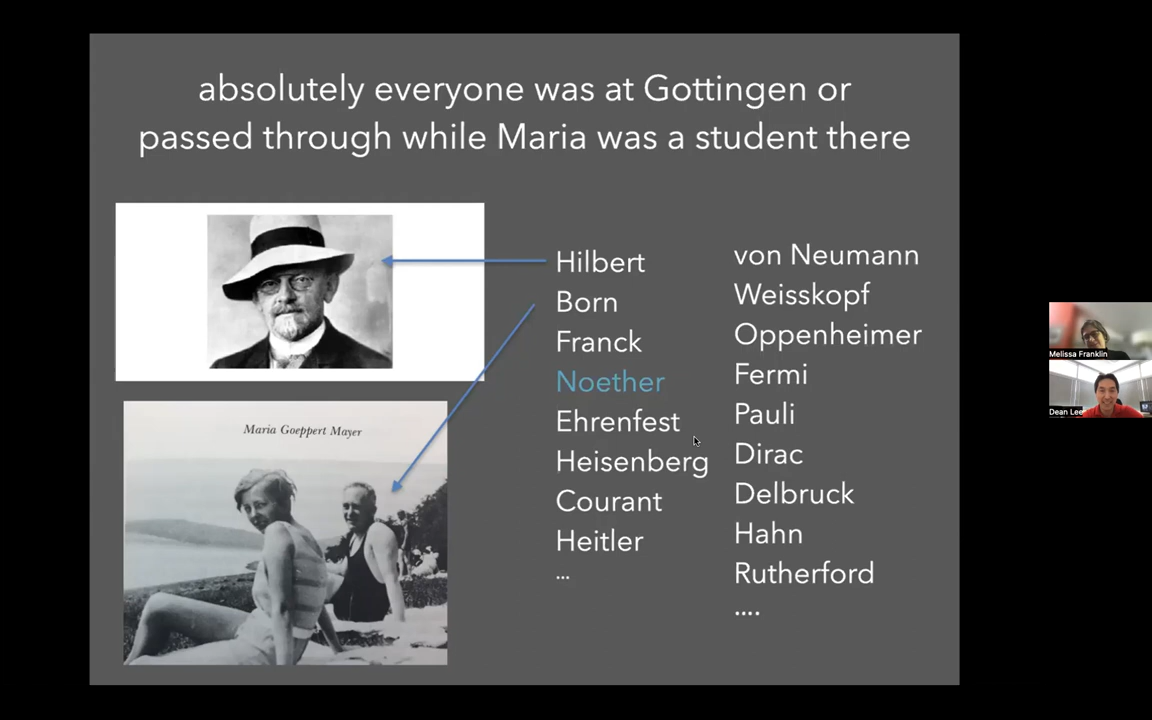 absolutely everyone was at Gottingen or
passed through while Maria was a student there
Maria Goeppert Mayer
Hilbert
Born
Franck
Noether
Ehrenfest
Heisenberg
Courant
Heitler
...
von Neumann
Weisskopf
Oppenheimer
Fermi
Pauli
Dirac
Delbruck
Hahn
Rutherford
....
Melissa Franklin
Dean Lee